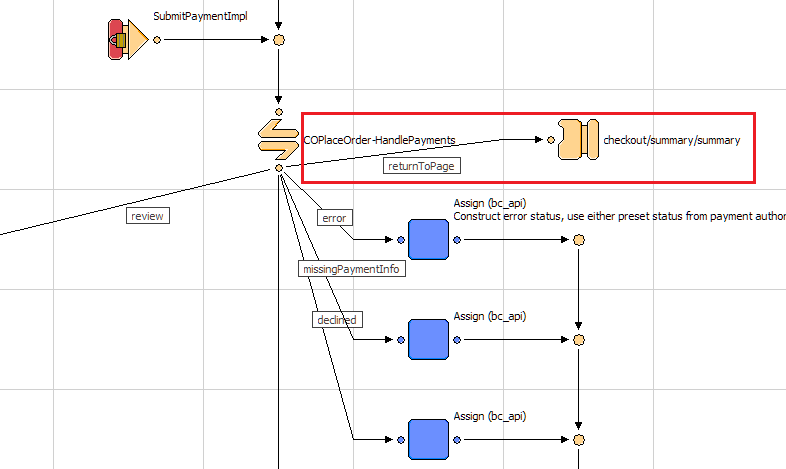 SubmitPaymentImpl
COPlaceOrder-HandlePayments
checkout/summary/summary
returnToPage
review
error
Assign (bc_api)
Construct error status, use either preset status from payment author
missingPaymentInfo
declined
Assign (bc_api)
Assign (bc_api)